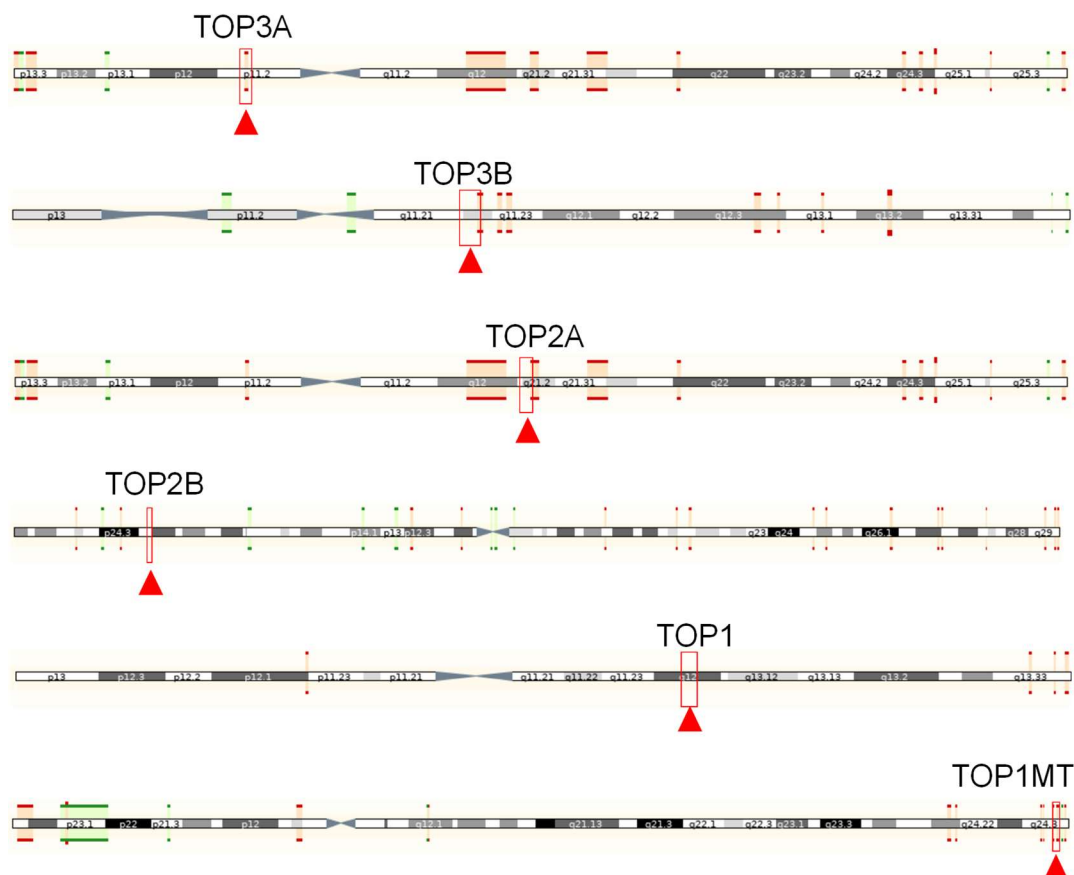 TOP3A
p13.3 p13.2 p13.1 p12 p11.2 q11.2 q12 q21.2 q21.31 q22 q23.2 q24.2 q24.3 q25.1 q25.3
TOP3B
p13 p11.2 q11.21 q11.23 q12.1 q12.2 q12.3 q13.1 q13.2 q13.31
TOP2A
p13.3 p13.2 p13.1 p12 p11.2 q11.2 q12 q21.2 q21.31 q22 q23.2 q24.2 q24.3 q25.1 q25.3
TOP2B
p24.3 p14.1 p13 p12.3 q23 q24 q26.1 q28 q29
TOP1
p13 p12.3 p12.2 p12.1 p11.23 p11.21 q11.21 q11.22 q11.23 q12 q13.12 q13.13 q13.2 q13.33
TOP1MT
p23.1 p22 p21.3 p12 q12.1 q21.13 q21.3 q22.1 q22.3 q23.1 q23.3 q24.22 q24.3